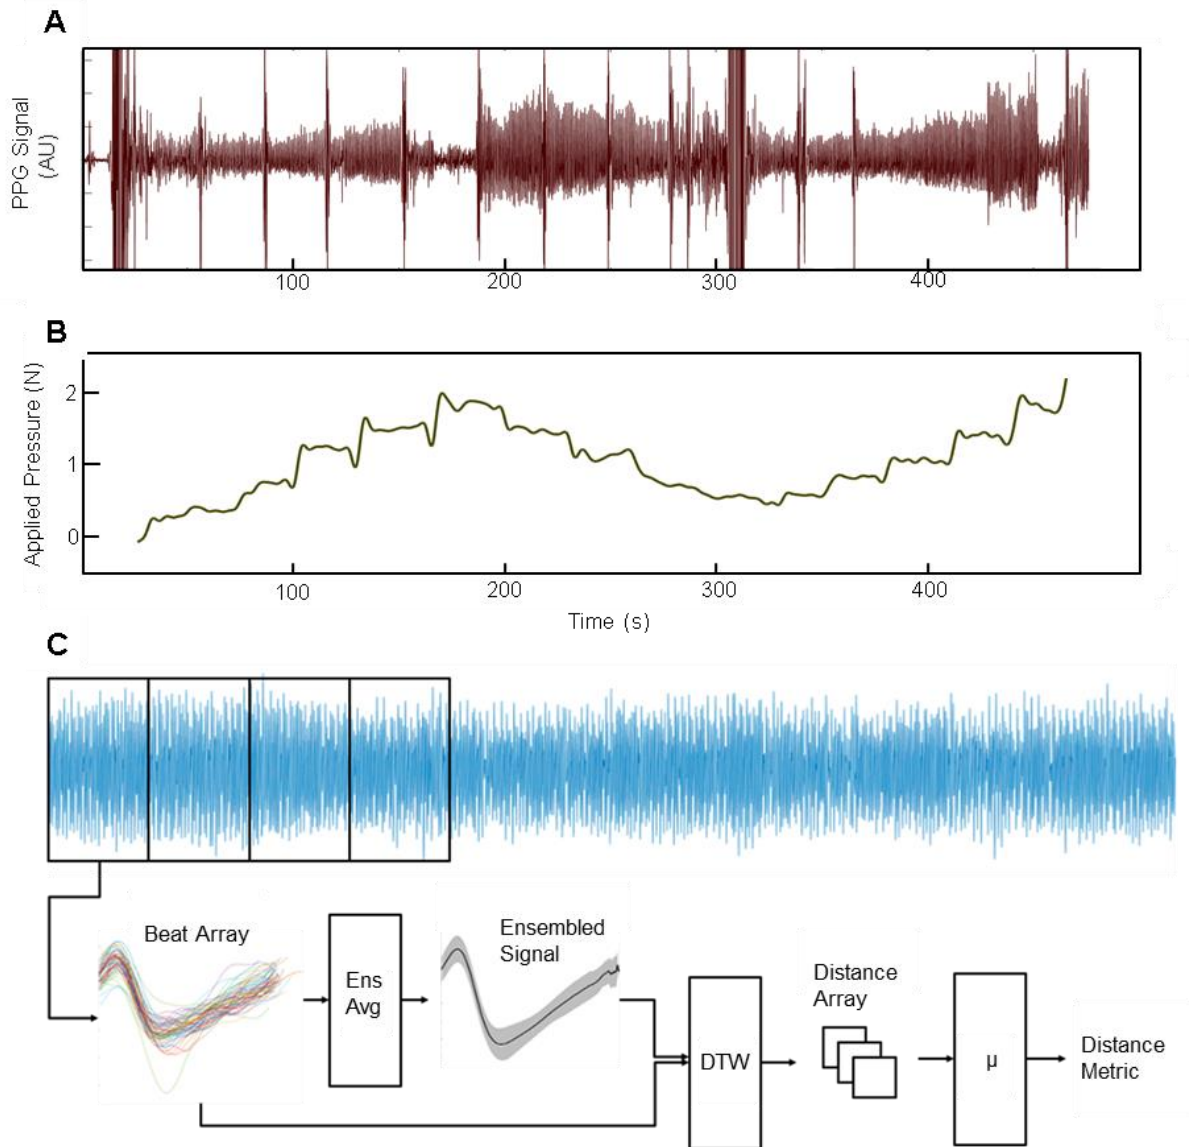 A
PPG Signal
(AU)
100
200
300
400
B
Applied Pressure (N)
2
1
0
100
200
300
400
Time (s)
C
Beat Array
Ens
Avg
Ensembled
Signal
DTW
Distance
Array
μ
Distance
Metric